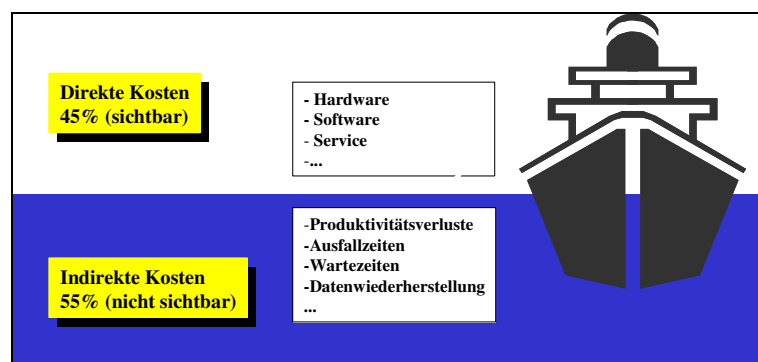 Direkte Kosten
45% (sichtbar)
- Hardware
- Software
- Service
-...
-Produktivitätsverluste
-Ausfallzeiten
-Wartezeiten
-Datenwiederherstellung
...
Indirekte Kosten
55% (nicht sichtbar)